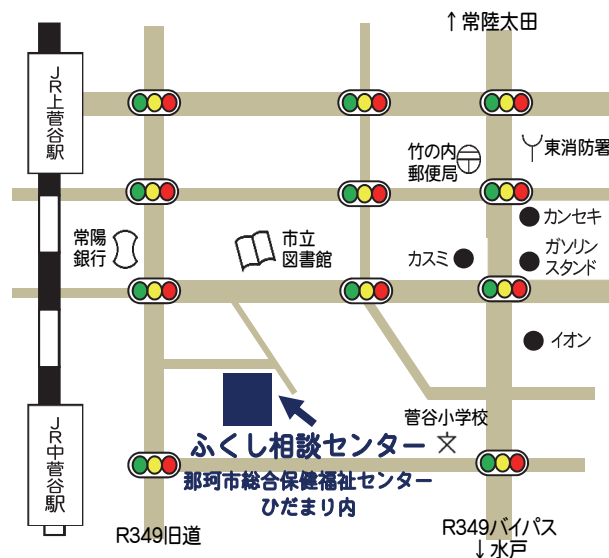 ↑常陸太田
JR上菅谷駅
竹の内
郵便局
東消防署
カンセキ
常陽
銀行
市立
図書館
カスミ
ガソリン
スタンド
イオン
菅谷小学校
文
ふくし相談センター
那珂市総合保健福祉センター
ひだまり内
JR中菅谷駅
R349旧道
R349バイパス
↓水戸